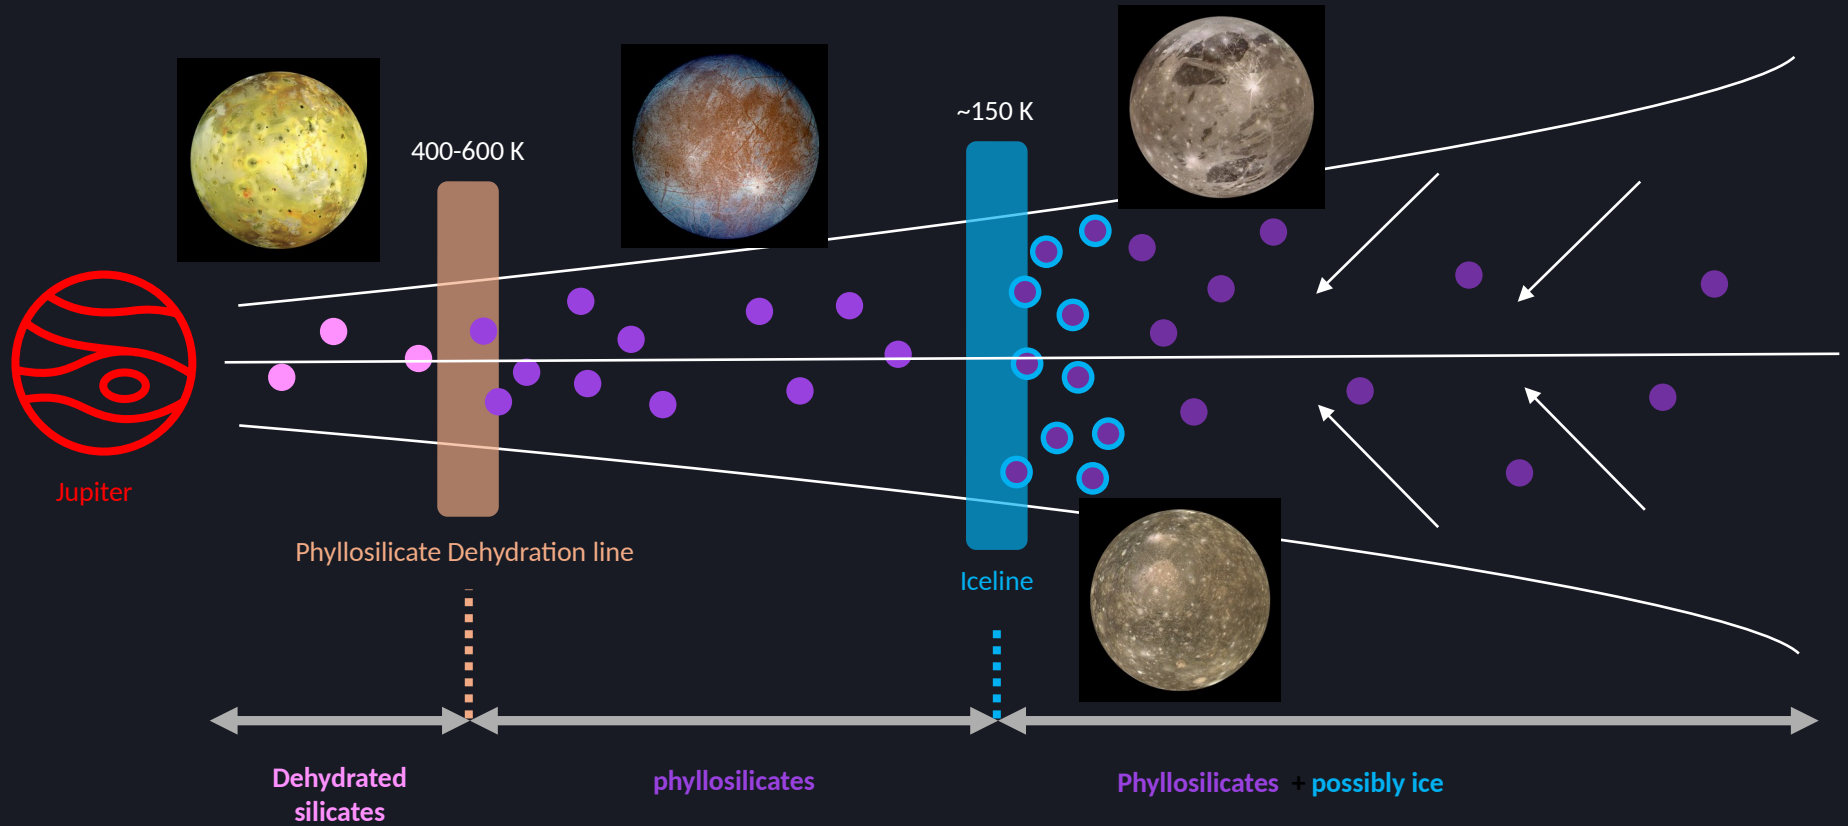 ~150 K
400-600 K
Jupiter
Phyllosilicate Dehydration line
Iceline
Dehydrated
silicates
phyllosilicates
Phyllosilicates + possibly ice